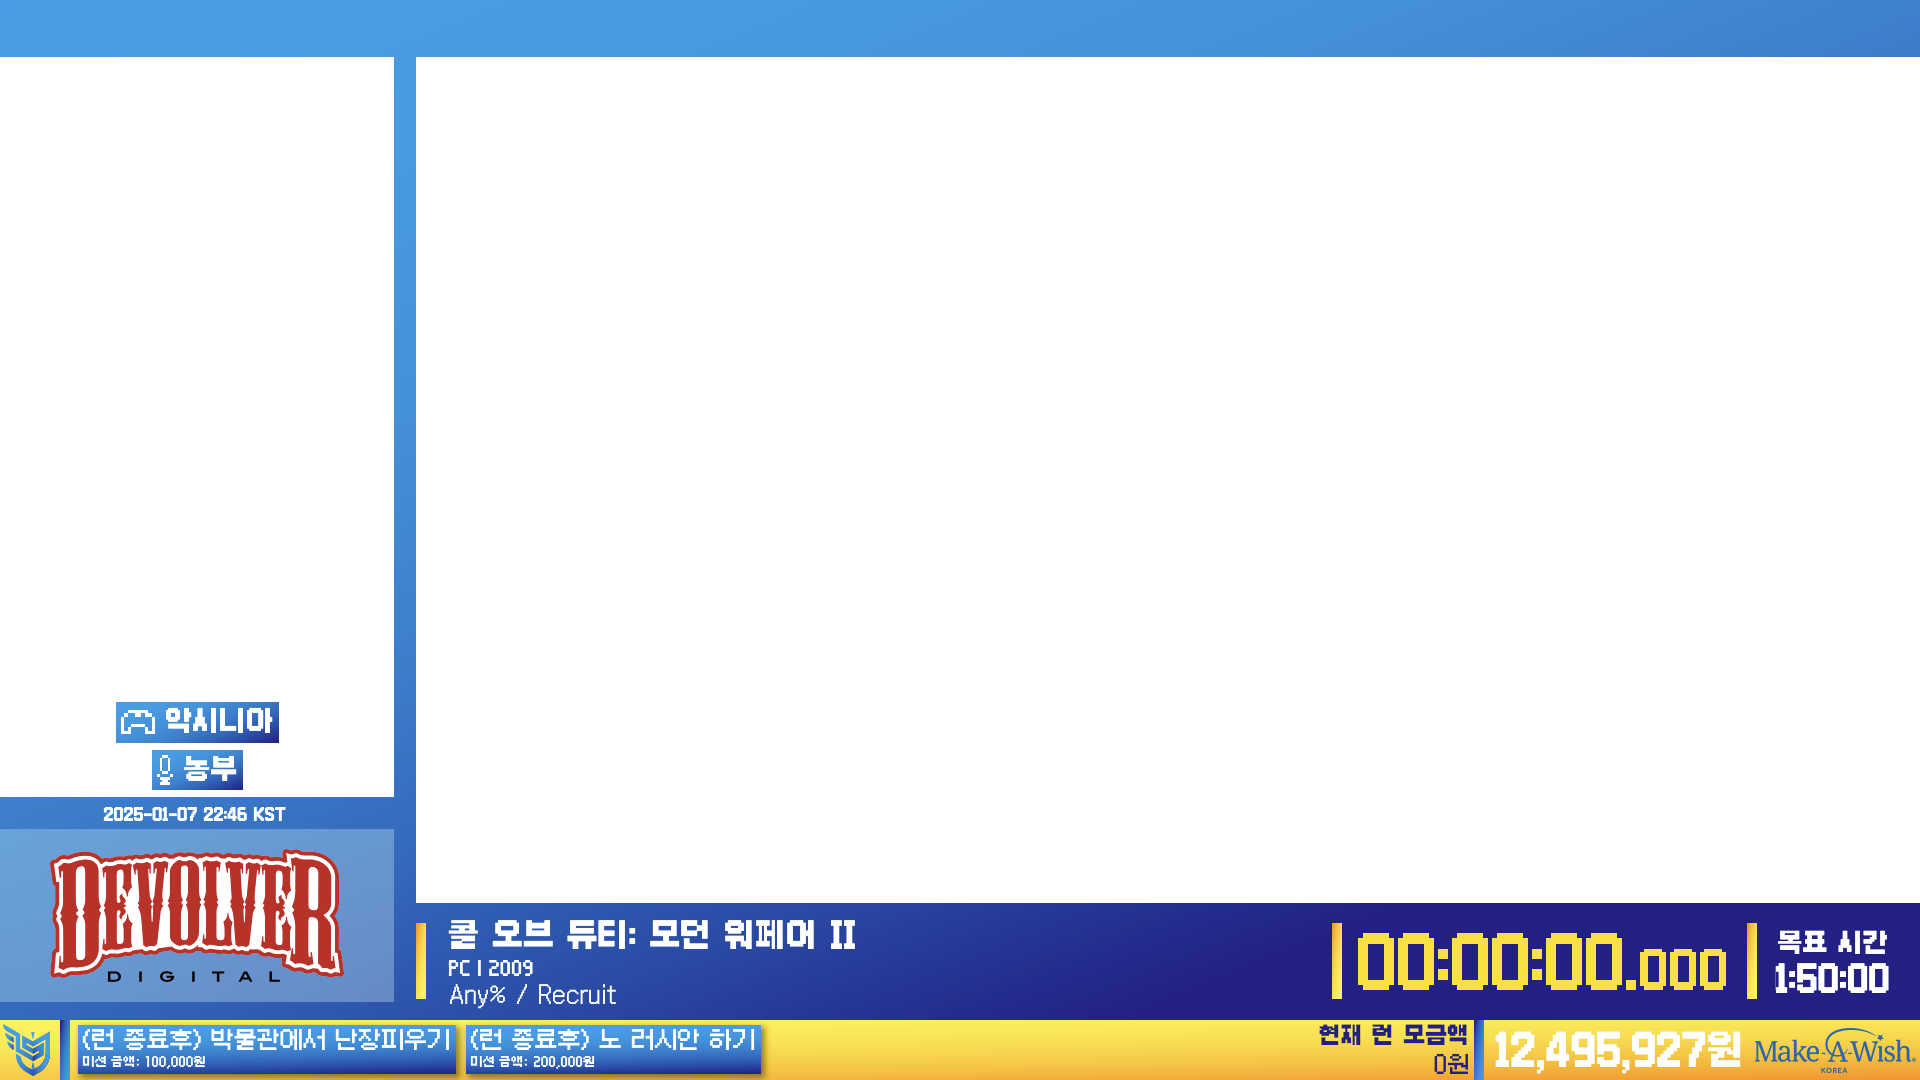 악시니아
농부
2025-01-07 22:46 KST
DEVOLVER
DIGITAL
콜 오브 듀티: 모던 워페어 II
PC | 2009
Any% / Recruit
00:00:00.000
목표 시간
1:50:00
(런 종료후) 박물관에서 난장피우기
미션 금액: 100,000원
(런 종료후) 노 러시안 하기
미션 금액: 200,000원
현재 런 모금액
0원
12,495,927원
Make-A-Wish®
KOREA